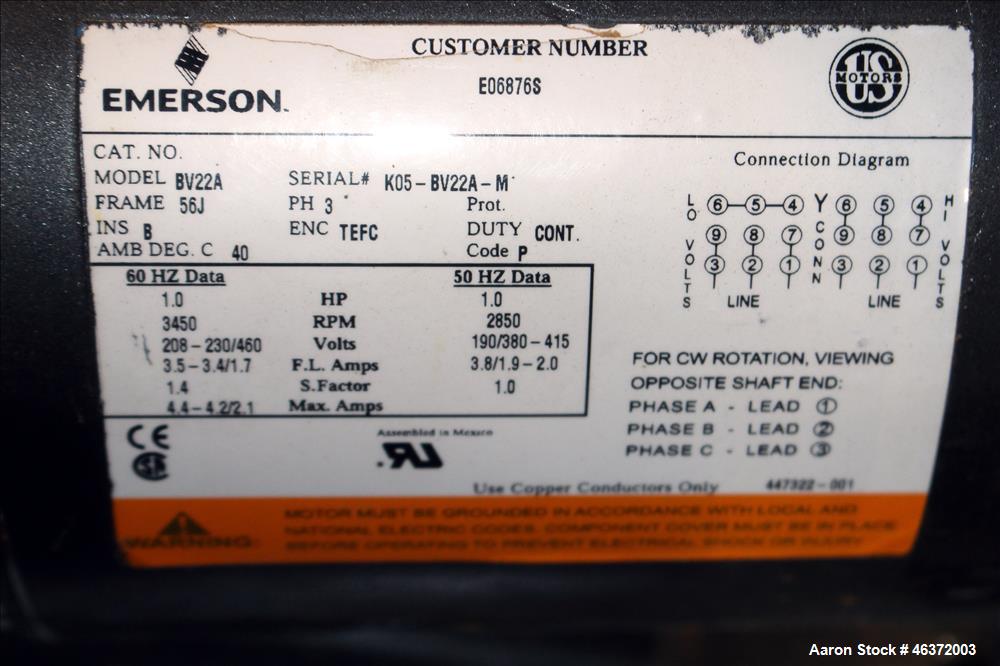 CUSTOMER NUMBER
E06876S
EMERSON.
US
MOTORS
CAT. NO.
MODEL BV22A SERIAL# K05-BV22A-M
FRAME 56J PH 3 Prot.
INS B ENC TEFC DUTY CONT.
AMB DEG. C 40 Code P
60 HZ Data 50 HZ Data
1.0 HP 1.0
3450 RPM 2850
208-230/460 Volts 190/380-415
3.5-3.4/1.7 F.L. Amps 3.8/1.9-2.0
1.4 S.Factor 1.0
4.4-4.2/2.1 Max. Amps
Connection Diagram
LO VOLTS
6 5 4 Y 6 5 4
9 8 7 9 8 7
3 2 1 3 2 1
CONN
HI VOLTS
LINE LINE
FOR CW ROTATION, VIEWING
OPPOSITE SHAFT END:
PHASE A - LEAD 1
PHASE B - LEAD 2
PHASE C - LEAD 3
CE
Assembled in Mexico
Use Copper Conductors Only 447322-001
WARNING:
MOTOR MUST BE GROUNDED IN ACCORDANCE WITH LOCAL AND
NATIONAL ELECTRIC CODES. COMPONENT COVER MUST BE IN PLACE
BEFORE OPERATING TO PREVENT ELECTRICAL SHOCK OR INJURY
Aaron Stock # 46372003